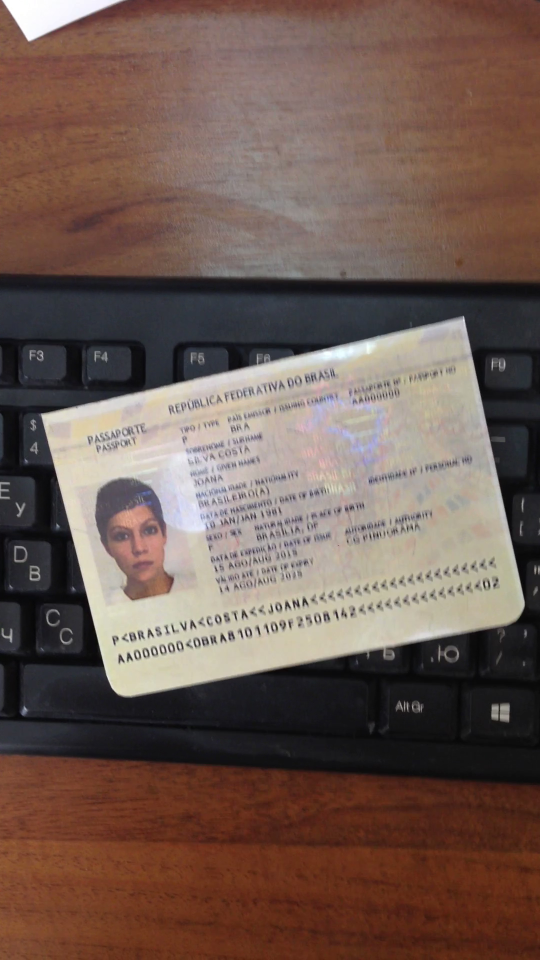 F3 F4 F5 F6 F9
REPÚBLICA FEDERATIVA DO BRASIL
PASSAPORTE
PASSPORT
TIPO / TYPE PAÍS EMISSOR / ISSUING COUNTRY PASSAPORTE Nº / PASSPORT NO
P BRA AA000000
SOBRENOME / SURNAME
SILVA COSTA
NOME / GIVEN NAMES
JOANA
NACIONALIDADE / NATIONALITY
BRASILEIRO(A)
DATA DE NASCIMENTO / DATE OF BIRTH IDENTIDADE Nº / PERSONAL NO
10 JAN/JAN 1981
SEXO / SEX NATURALIDADE / PLACE OF BIRTH
F BRASÍLIA, DF
DATA DE EXPEDIÇÃO / DATE OF ISSUE AUTORIDADE / AUTHORITY
15 AGO/AUG 2015 CG PINDORAMA
VÁLIDO ATÉ / DATE OF EXPIRY
14 AGO/AUG 2025
P<BRASILVA<COSTA<<JOANA<<<<<<<<<<<<<<<<<<<<<
AA000000<0BRA8101109F2508142<<<<<<<<<<<<<<02
$
4
E
У
D
В
Ч
C
С
Ь
Б
.Ю
?
/
Alt Gr